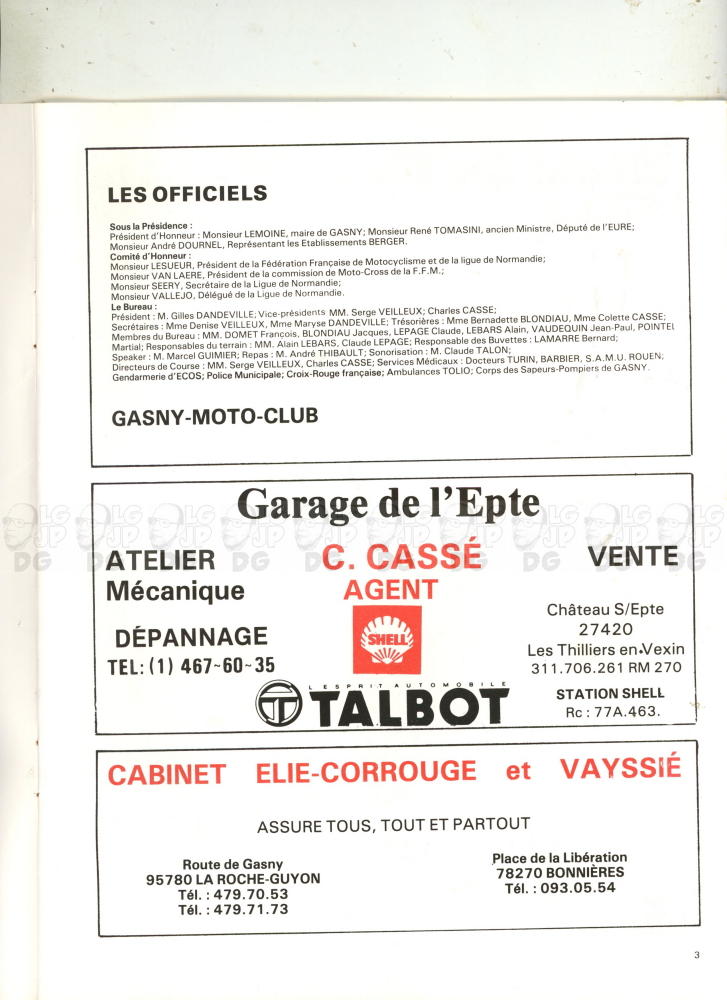 LES OFFICIELS
Sous la Présidence :
Président d'Honneur : Monsieur LEMOINE, maire de GASNY; Monsieur René TOMASINI, ancien Ministre, Député de l'EURE;
Monsieur André DOURNEL, Représentant les Etablissements BERGER.
Comité d'Honneur :
Monsieur LESUEUR, Président de la Fédération Française de Motocyclisme et de la ligue de Normandie;
Monsieur VAN LAERE, Président de la commission de Moto-Cross de la F.F.M.;
Monsieur SEERY, Secrétaire de la Ligue de Normandie;
Monsieur VALLEJO, Délégué de la Ligue de Normandie.
Le Bureau :
Président : M. Gilles DANDEVILLE; Vice-présidents MM. Serge VEILLEUX; Charles CASSE;
Secrétaires : Mme Denise VEILLEUX, Mme Maryse DANDEVILLE; Trésorières : Mme Bernadette BLONDIAU, Mme Colette CASSE;
Membres du Bureau : MM. DOMET François, BLONDIAU Jacques, LEPAGE Claude, LEBARS Alain, VAUDEQUIN Jean-Paul, POINTEL
Martial; Responsables du terrain : MM. Alain LEBARS, Claude LEPAGE; Responsable des Buvettes : LAMARRE Bernard;
Speaker : M. Marcel GUIMIER; Repas : M. André THIBAULT; Sonorisation : M. Claude TALON;
Directeurs de Course : MM. Serge VEILLEUX, Charles CASSE; Services Médicaux : Docteurs TURIN, BARBIER, S.A.M.U. ROUEN;
Gendarmerie d'ECOS; Police Municipale; Croix-Rouge française; Ambulances TOLIO; Corps des Sapeurs-Pompiers de GASNY.
GASNY-MOTO-CLUB
Garage de l'Epte
ATELIER
Mécanique
C. CASSÉ
AGENT
VENTE
DÉPANNAGE
TEL: (1) 467~60~35
SHELL
Château S/Epte
27420
Les Thilliers en-Vexin
311.706.261 RM 270
STATION SHELL
Rc : 77A.463.
L'ESPRIT AUTOMOBILE
TALBOT
CABINET ELIE-CORROUGE et VAYSSIÉ
ASSURE TOUS, TOUT ET PARTOUT
Route de Gasny
95780 LA ROCHE-GUYON
Tél. : 479.70.53
Tél. : 479.71.73
Place de la Libération
78270 BONNIÈRES
Tél. : 093.05.54
3
LG JP DG